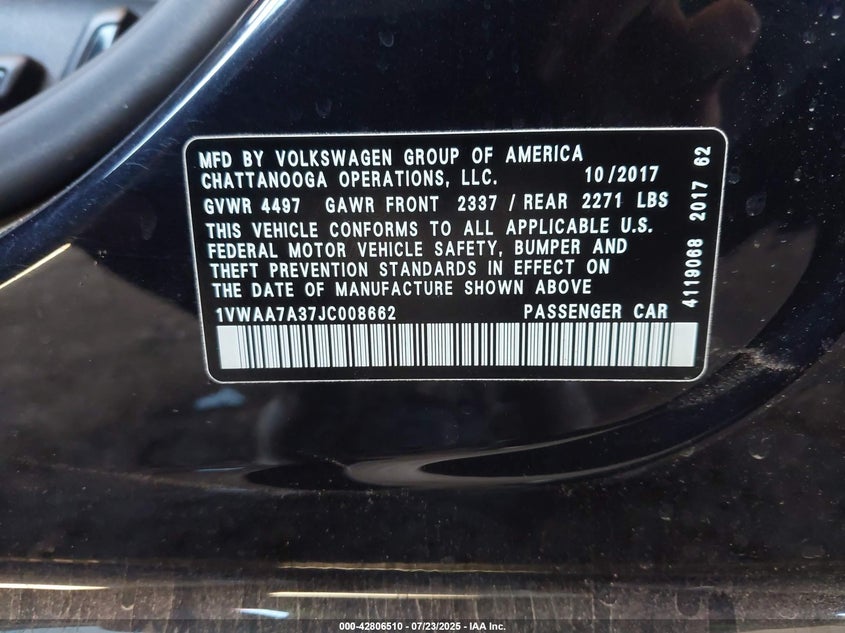 MFD BY VOLKSWAGEN GROUP OF AMERICA
CHATTANOOGA OPERATIONS, LLC. 10/2017
GVWR 4497 GAWR FRONT 2337 / REAR 2271 LBS
THIS VEHICLE CONFORMS TO ALL APPLICABLE U.S.
FEDERAL MOTOR VEHICLE SAFETY, BUMPER AND
THEFT PREVENTION STANDARDS IN EFFECT ON
THE DATE OF MANUFACTURE SHOWN ABOVE
1VWAA7A37JC008662 PASSENGER CAR
4119068 2017 62
000-42806510 - 07/23/2025 - IAA Inc.